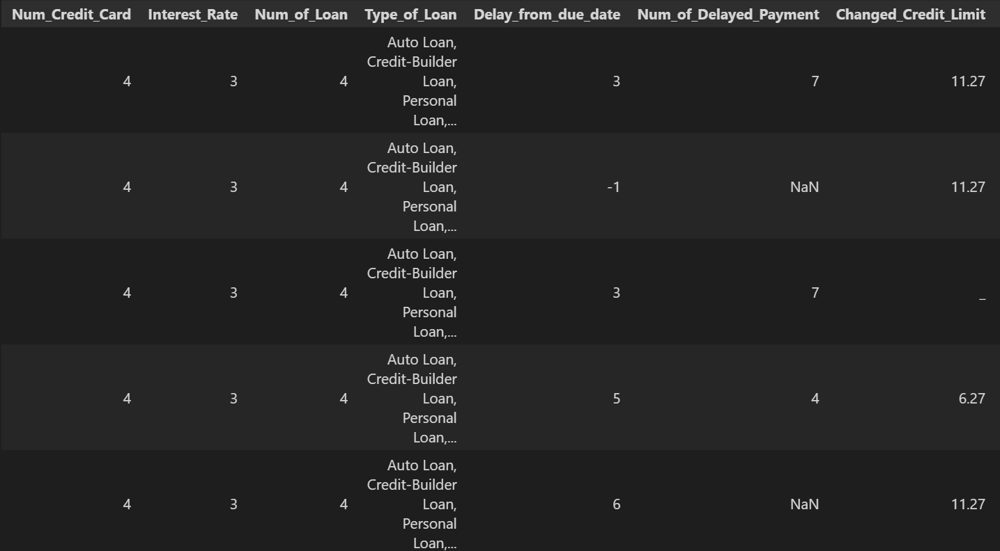 Num_Credit_Card Interest_Rate Num_of_Loan Type_of_Loan Delay_from_due_date Num_of_Delayed_Payment Changed_Credit_Limit
Auto Loan,
Credit-Builder
4 3 4 Loan, 3 7 11.27
Personal
Loan,...
Auto Loan,
Credit-Builder
4 3 4 Loan, -1 NaN 11.27
Personal
Loan,...
Auto Loan,
Credit-Builder
4 3 4 Loan, 3 7 _
Personal
Loan,...
Auto Loan,
Credit-Builder
4 3 4 Loan, 5 4 6.27
Personal
Loan,...
Auto Loan,
Credit-Builder
4 3 4 Loan, 6 NaN 11.27
Personal
Loan,...